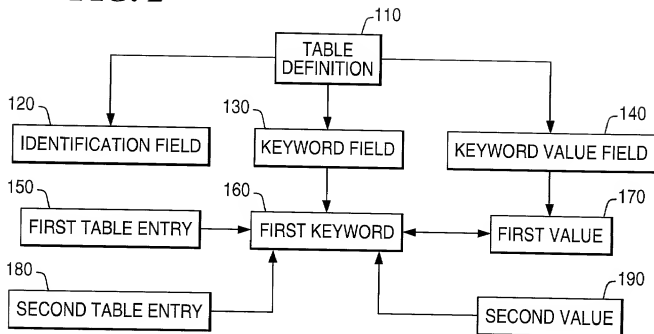 110
TABLE
DEFINITION
120
130
140
IDENTIFICATION FIELD
KEYWORD FIELD
KEYWORD VALUE FIELD
150
160
170
FIRST TABLE ENTRY
FIRST KEYWORD
FIRST VALUE
180
190
SECOND TABLE ENTRY
SECOND VALUE